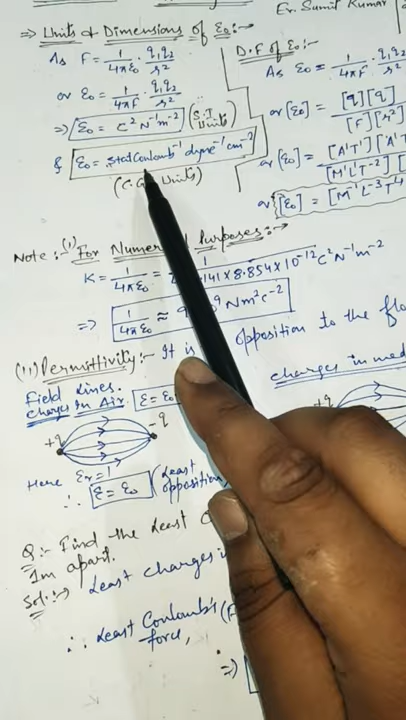 Er. Sumit Kumar
⇒ Units & Dimensions of ε₀:-
As F = 1/4πε₀ · q₁q₂/r²
or ε₀ = 1/4πF · q₁q₂/r²
⇒ ε₀ = C² N⁻¹ m⁻² (S.I Units)
& ε₀ = statCoulomb⁻¹ dyne⁻¹ cm⁻²
(C.G Units)
D.F of ε₀:-
As ε₀ = 1/4πF · q₁q₂/r²
or [ε₀] = [q][q]/[F][r²]
or [ε₀] = [A¹T¹][A¹T
[M¹L¹T⁻²][
or [ε₀] = [M⁻¹L⁻³T⁴
Note:- (i) For Numerical Purposes:→
K = 1/4πε₀ = 1/ 141×8.854×10⁻¹² C² N⁻¹ m⁻²
⇒ 1/4πε₀ ≈ 9 ⁹ Nm² C⁻²
(ii) Permittivity:- It is opposition to the
Field Lines.
charges in Air. ε = ε₀
charges in med
+q -q +q
Here εr = 1
∴ ε = ε₀ (Least opposition
Q:- Find the Least
1m apart.
Sol:→ Least charges
∴ Least Coulomb's force, (F
⇒